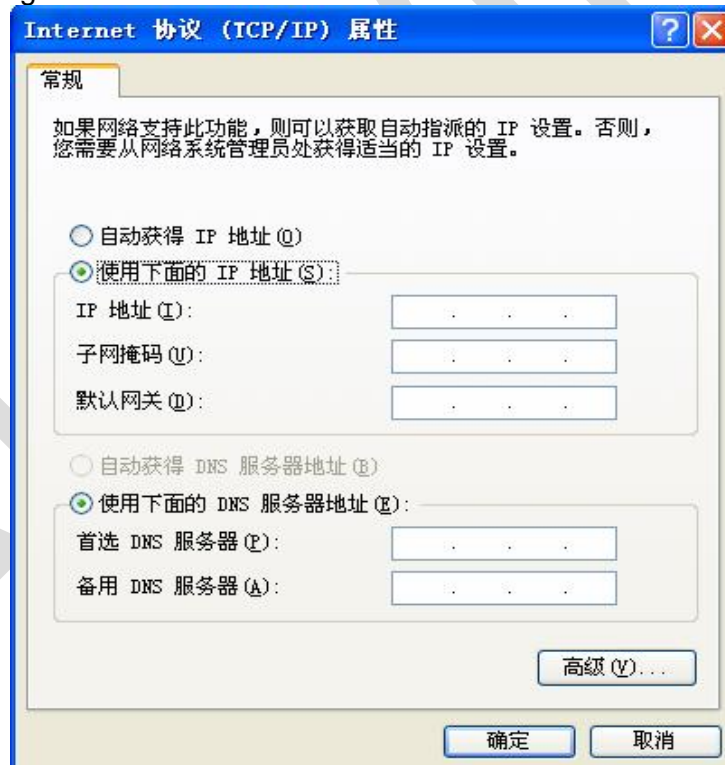 Internet 协议 (TCP/IP) 属性
常规
如果网络支持此功能，则可以获取自动指派的 IP 设置。否则，
您需要从网络系统管理员处获得适当的 IP 设置。
自动获得 IP 地址(O)
使用下面的 IP 地址(S):
IP 地址(I):
子网掩码(U):
默认网关(D):
自动获得 DNS 服务器地址(B)
使用下面的 DNS 服务器地址(E):
首选 DNS 服务器(P):
备用 DNS 服务器(A):
高级(V)...
确定 取消